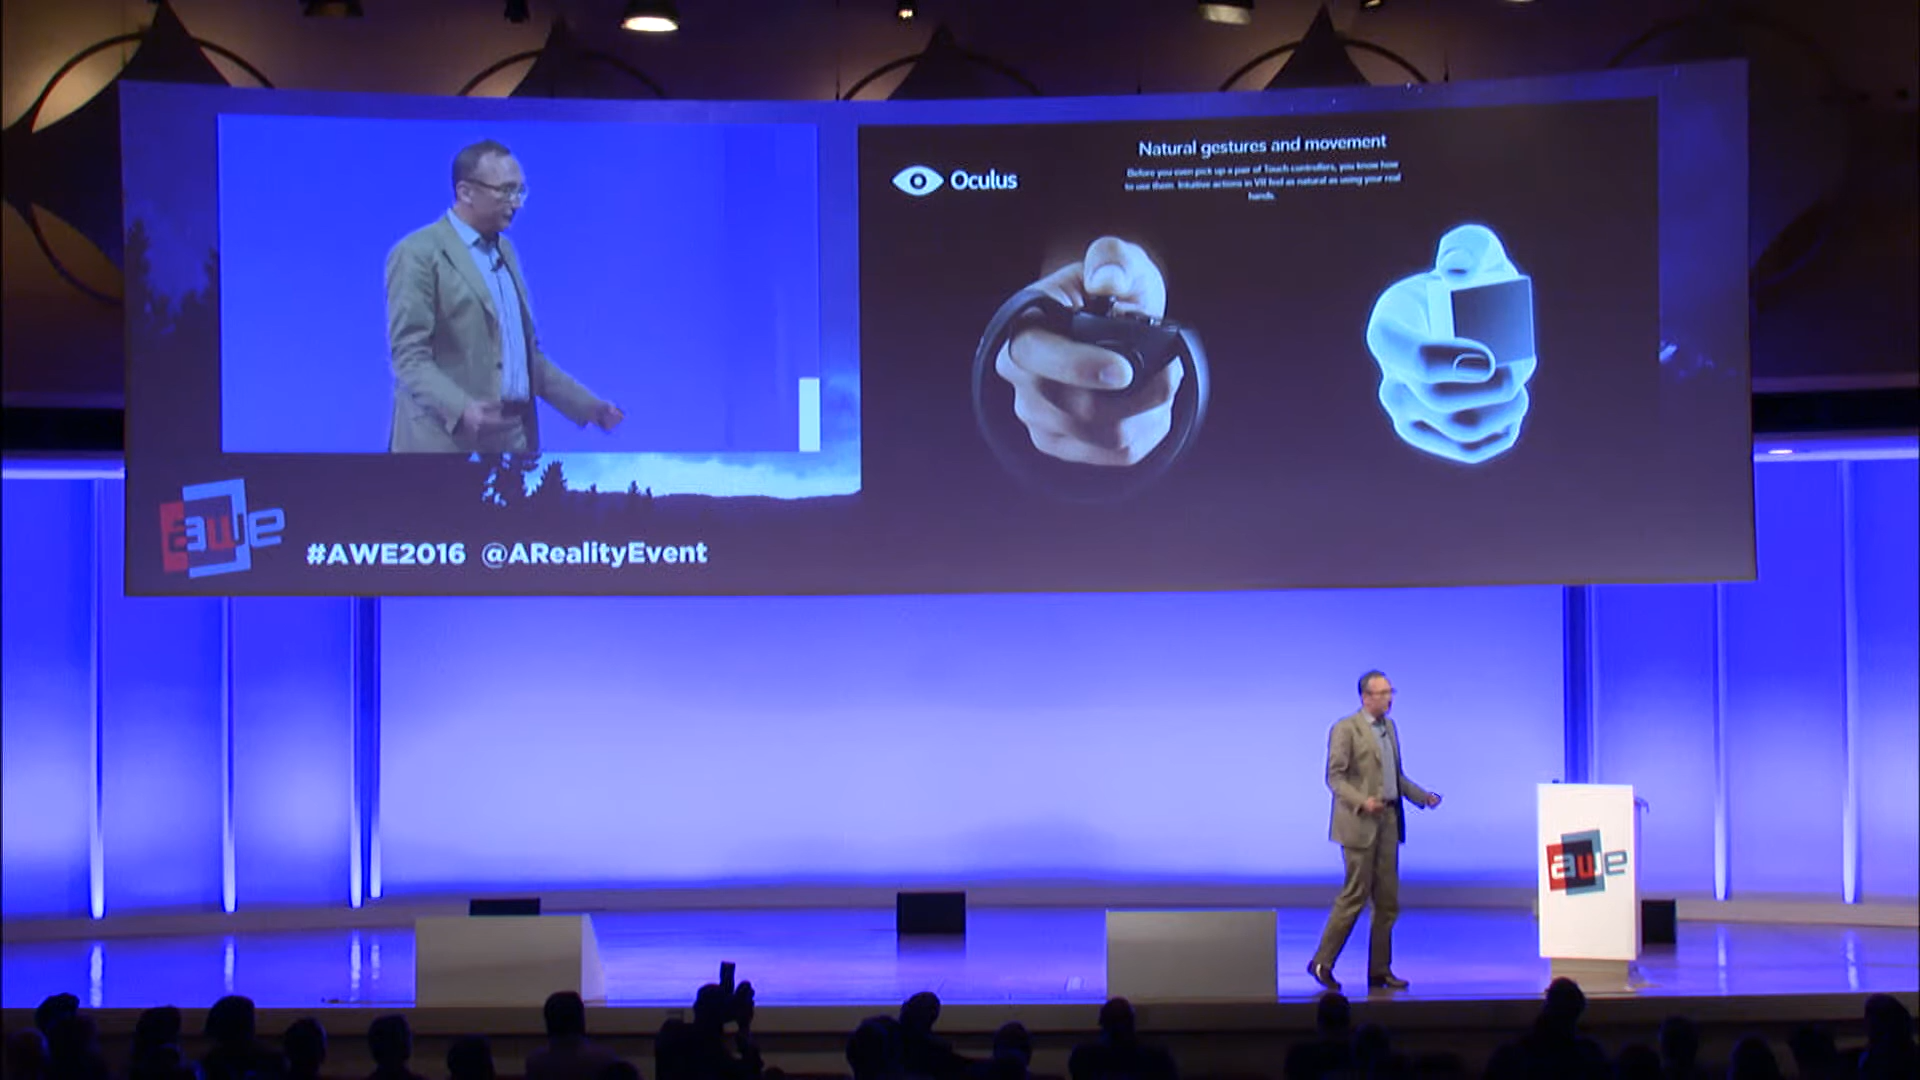 Oculus
Natural gestures and movement
Before you even pick up a pair of Touch controllers, you know how
to use them. Intuitive actions in VR feel as natural as using your real
hands.
awe
#AWE2016 @ARealityEvent
awe